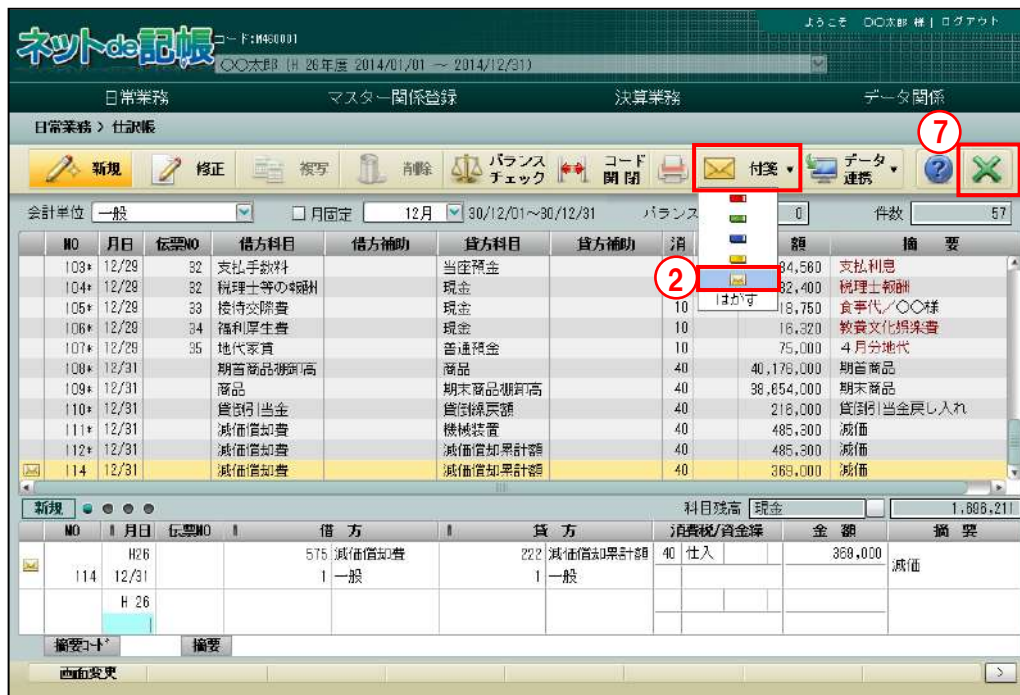 ようこそ 〇〇太郎 様 | ログアウト
ネットde記帳 コード:M460001
〇〇太郎 (H 26年度 2014/01/01 ～ 2014/12/31)
日常業務 マスター関係登録 決算業務 データ関係
日常業務 > 仕訳帳
⑦
新規 修正 複写 削除 バランスチェック コード開閉 付箋 データ連携
会計単位 一般 月固定 12月 30/12/01～30/12/31 バランス 0 件数 57
NO 月日 伝票NO 借方科目 借方補助 貸方科目 貸方補助 消 額 摘 要
103* 12/29 32 支払手数料 当座預金 34,560 支払利息
104* 12/29 32 税理士等の報酬 現金 32,400 税理士報酬
②
はがす
105* 12/29 33 接待交際費 現金 10 18,750 食事代/〇〇様
106* 12/29 34 福利厚生費 現金 10 16,320 教養文化娯楽費
107* 12/29 35 地代家賃 普通預金 10 75,000 4月分地代
108* 12/31 期首商品棚卸高 商品 40 40,176,000 期首商品
109* 12/31 商品 期末商品棚卸高 40 38,654,000 期末商品
110* 12/31 貸倒引当金 貸倒繰戻額 40 216,000 貸倒引当金戻し入れ
111* 12/31 減価償却費 機械装置 40 485,300 減価
112* 12/31 減価償却費 減価償却累計額 40 485,300 減価
114 12/31 減価償却費 減価償却累計額 40 369,000 減価
新規 科目残高 現金 1,696,211
NO 月日 伝票NO 借 方 貸 方 消費税/資金繰 金 額 摘 要
H26 575 減価償却費 222 減価償却累計額 40 仕入 369,000 減価
114 12/31 1 一般 1 一般
H 26
摘要コード 摘要
画面変更